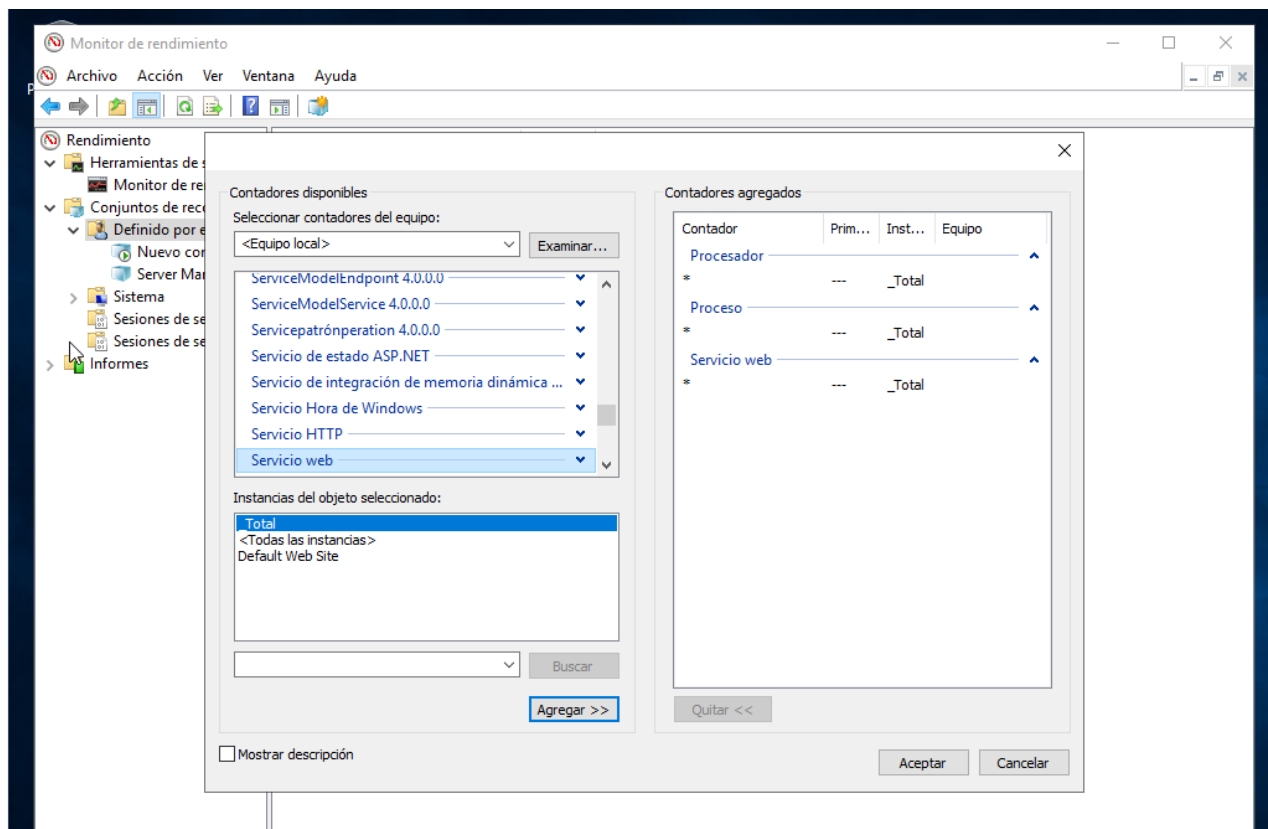 Monitor de rendimiento
Archivo Acción Ver Ventana Ayuda
P
Rendimiento
Herramientas de s
Monitor de re
Conjuntos de reco
Definido por e
Nuevo cor
Server Mar
Sistema
Sesiones de se
Sesiones de se
Informes
Contadores disponibles
Seleccionar contadores del equipo:
<Equipo local>
Examinar...
ServiceModelEndpoint 4.0.0.0
ServiceModelService 4.0.0.0
Servicepatrónperation 4.0.0.0
Servicio de estado ASP.NET
Servicio de integración de memoria dinámica ...
Servicio Hora de Windows
Servicio HTTP
Servicio web
Instancias del objeto seleccionado:
_Total
<Todas las instancias>
Default Web Site
Buscar
Agregar >>
Mostrar descripción
Contadores agregados
Contador Prim... Inst... Equipo
Procesador
* --- _Total
Proceso
* --- _Total
Servicio web
* --- _Total
Quitar <<
Aceptar Cancelar